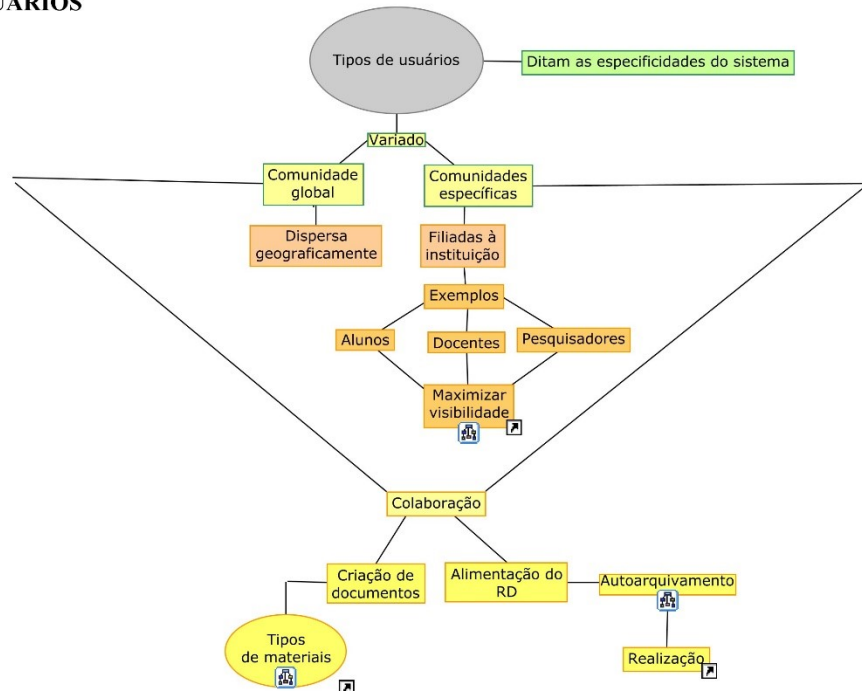 UÁRIOS
Tipos de usuários
Ditam as especificidades do sistema
Variado
Comunidade
global
Comunidades
específicas
Dispersa
geograficamente
Filiadas à
instituição
Exemplos
Alunos
Docentes
Pesquisadores
Maximizar
visibilidade
Colaboração
Criação de
documentos
Alimentação do
RD
Autoarquivamento
Tipos
de materiais
Realização